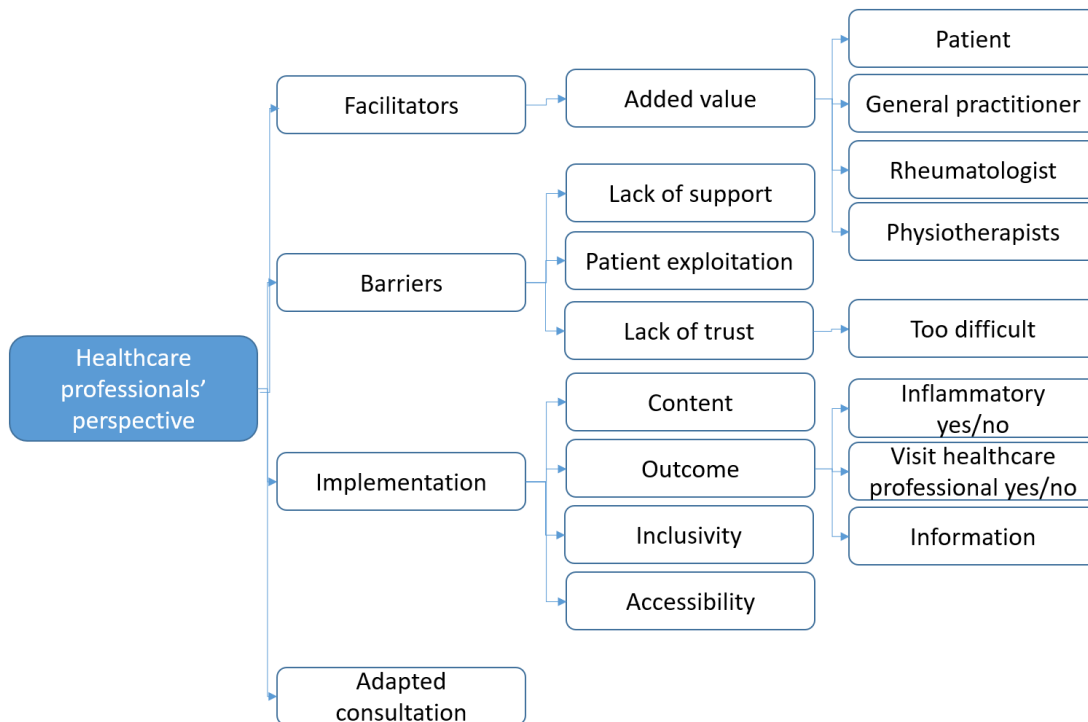 Healthcare
professionals’
perspective
Facilitators
Added value
Patient
General practitioner
Rheumatologist
Physiotherapists
Barriers
Lack of support
Patient exploitation
Lack of trust
Too difficult
Implementation
Content
Outcome
Inflammatory
yes/no
Visit healthcare
professional yes/no
Information
Inclusivity
Accessibility
Adapted
consultation